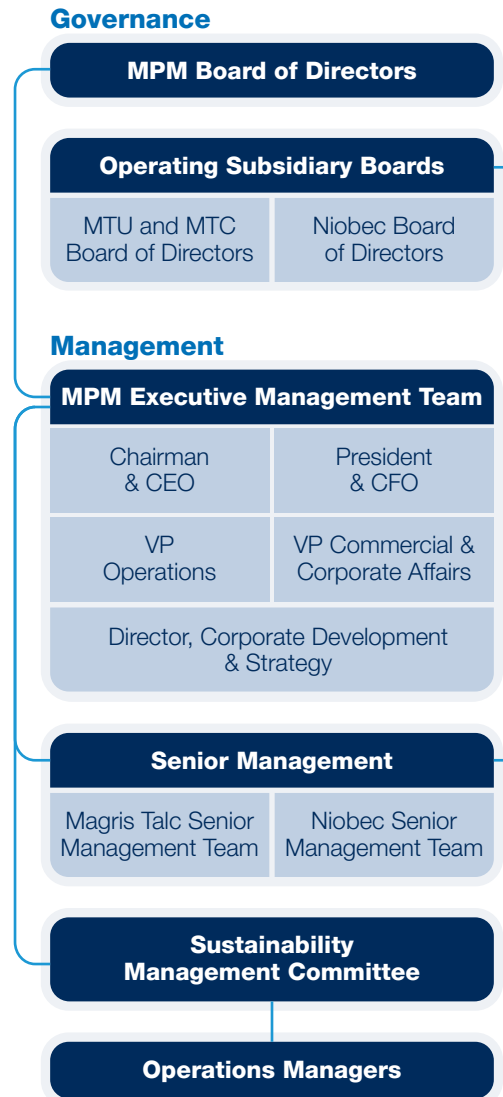 Governance
MPM Board of Directors
Operating Subsidiary Boards
MTU and MTC
Board of Directors
Niobec Board
of Directors
Management
MPM Executive Management Team
Chairman
& CEO
President
& CFO
VP
Operations
VP Commercial &
Corporate Affairs
Director, Corporate Development
& Strategy
Senior Management
Magris Talc Senior
Management Team
Niobec Senior
Management Team
Sustainability
Management Committee
Operations Managers